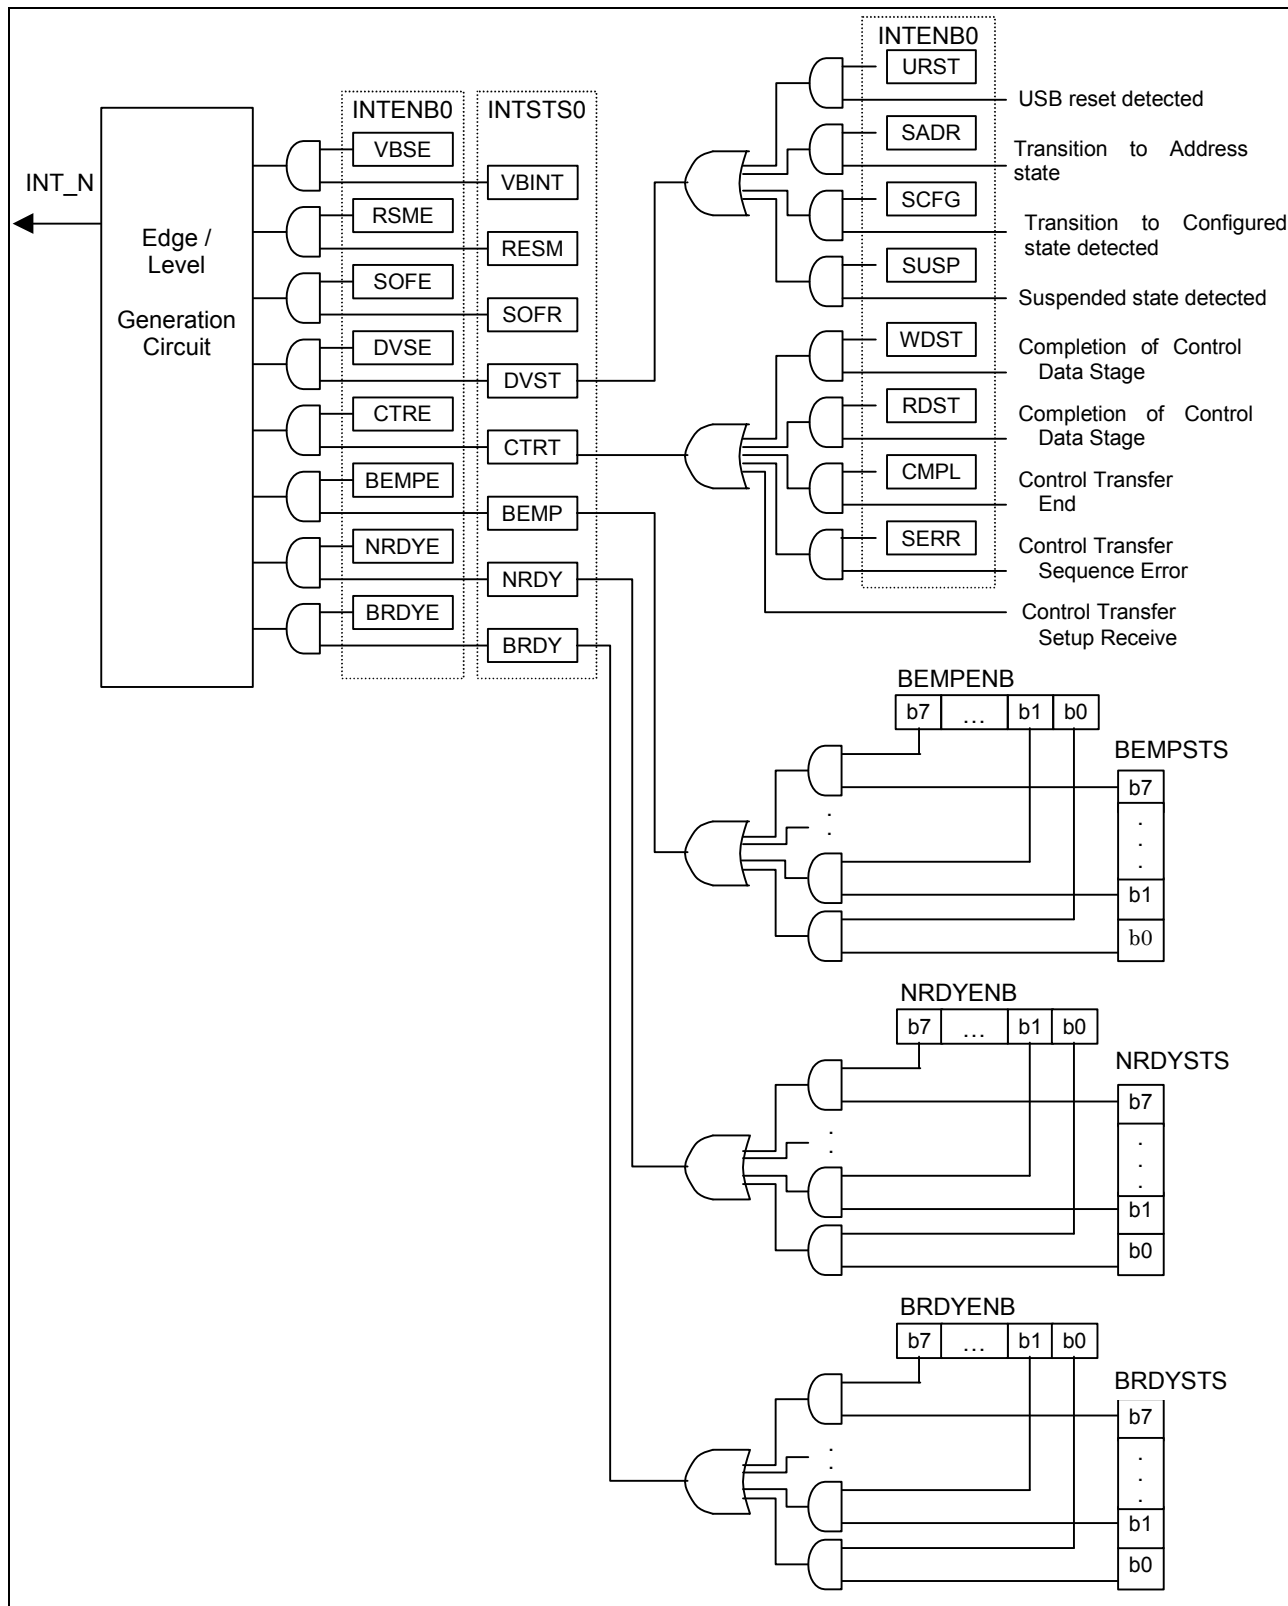 INT_N
Edge /
Level
Generation
Circuit
INTENB0
VBSE
RSME
SOFE
DVSE
CTRE
BEMPE
NRDYE
BRDYE
INTSTS0
VBINT
RESM
SOFR
DVST
CTRT
BEMP
NRDY
BRDY
INTENB0
URST
USB reset detected
SADR
Transition to Address
state
SCFG
Transition to Configured
state detected
SUSP
Suspended state detected
WDST
Completion of Control
Data Stage
RDST
Completion of Control
Data Stage
CMPL
Control Transfer
End
SERR
Control Transfer
Sequence Error
Control Transfer
Setup Receive
BEMPENB
b7 ... b1 b0
BEMPSTS
b7
.
.
.
b1
b0
NRDYENB
b7 ... b1 b0
NRDYSTS
b7
.
.
.
b1
b0
BRDYENB
b7 ... b1 b0
BRDYSTS
b7
.
.
.
b1
b0